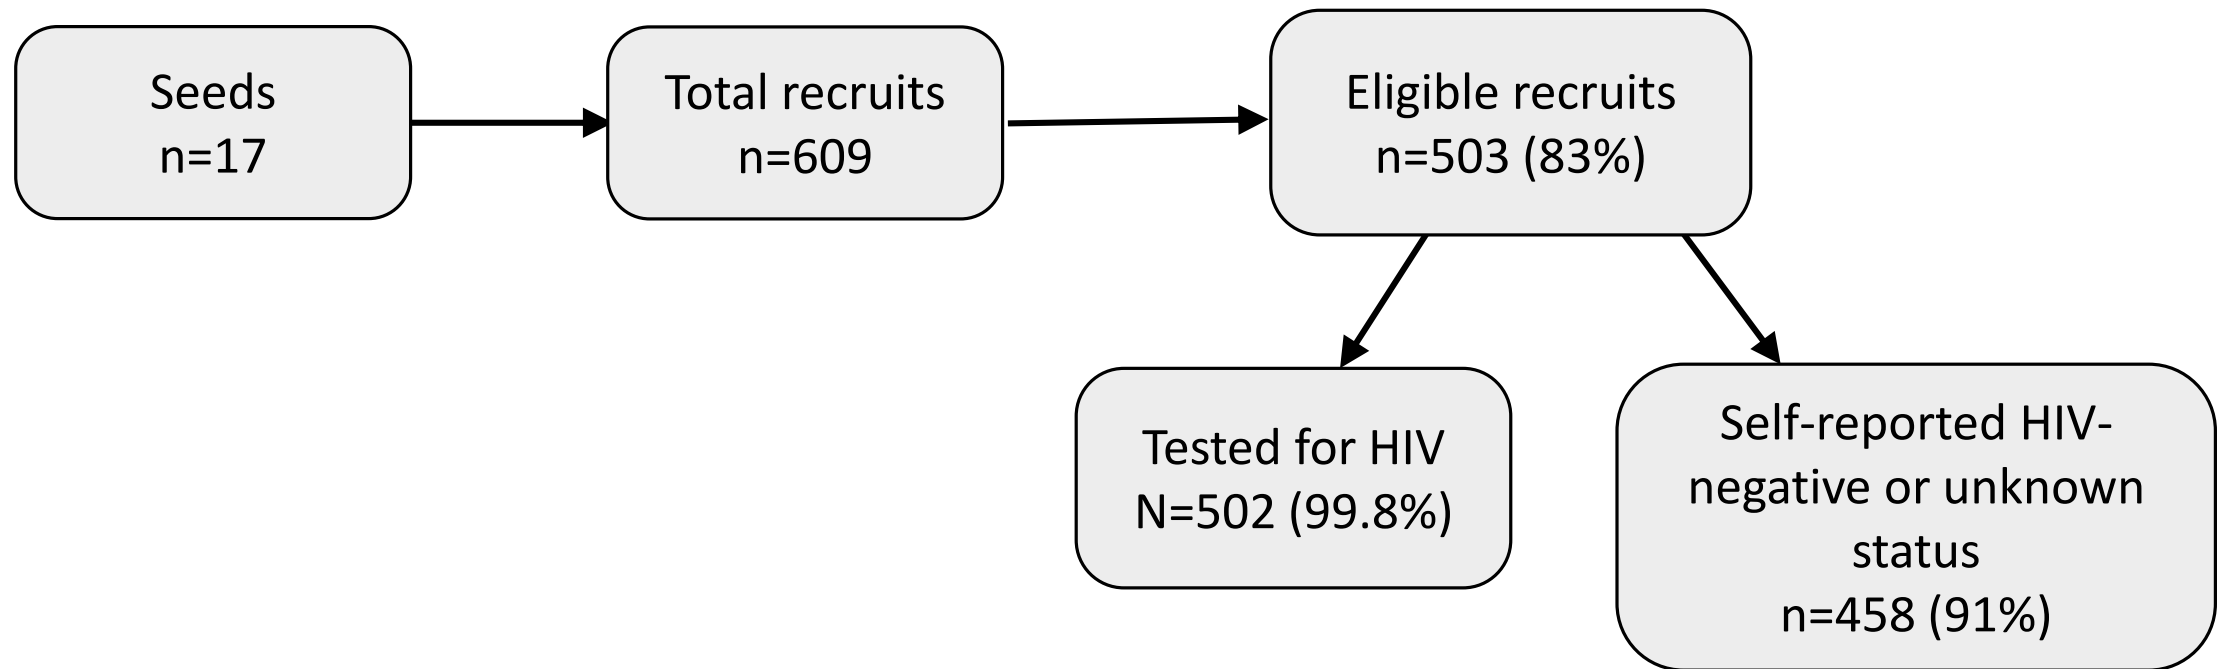 Seeds
n=17
Total recruits
n=609
Eligible recruits
n=503 (83%)
Tested for HIV
N=502 (99.8%)
Self-reported HIV-
negative or unknown
status
n=458 (91%)